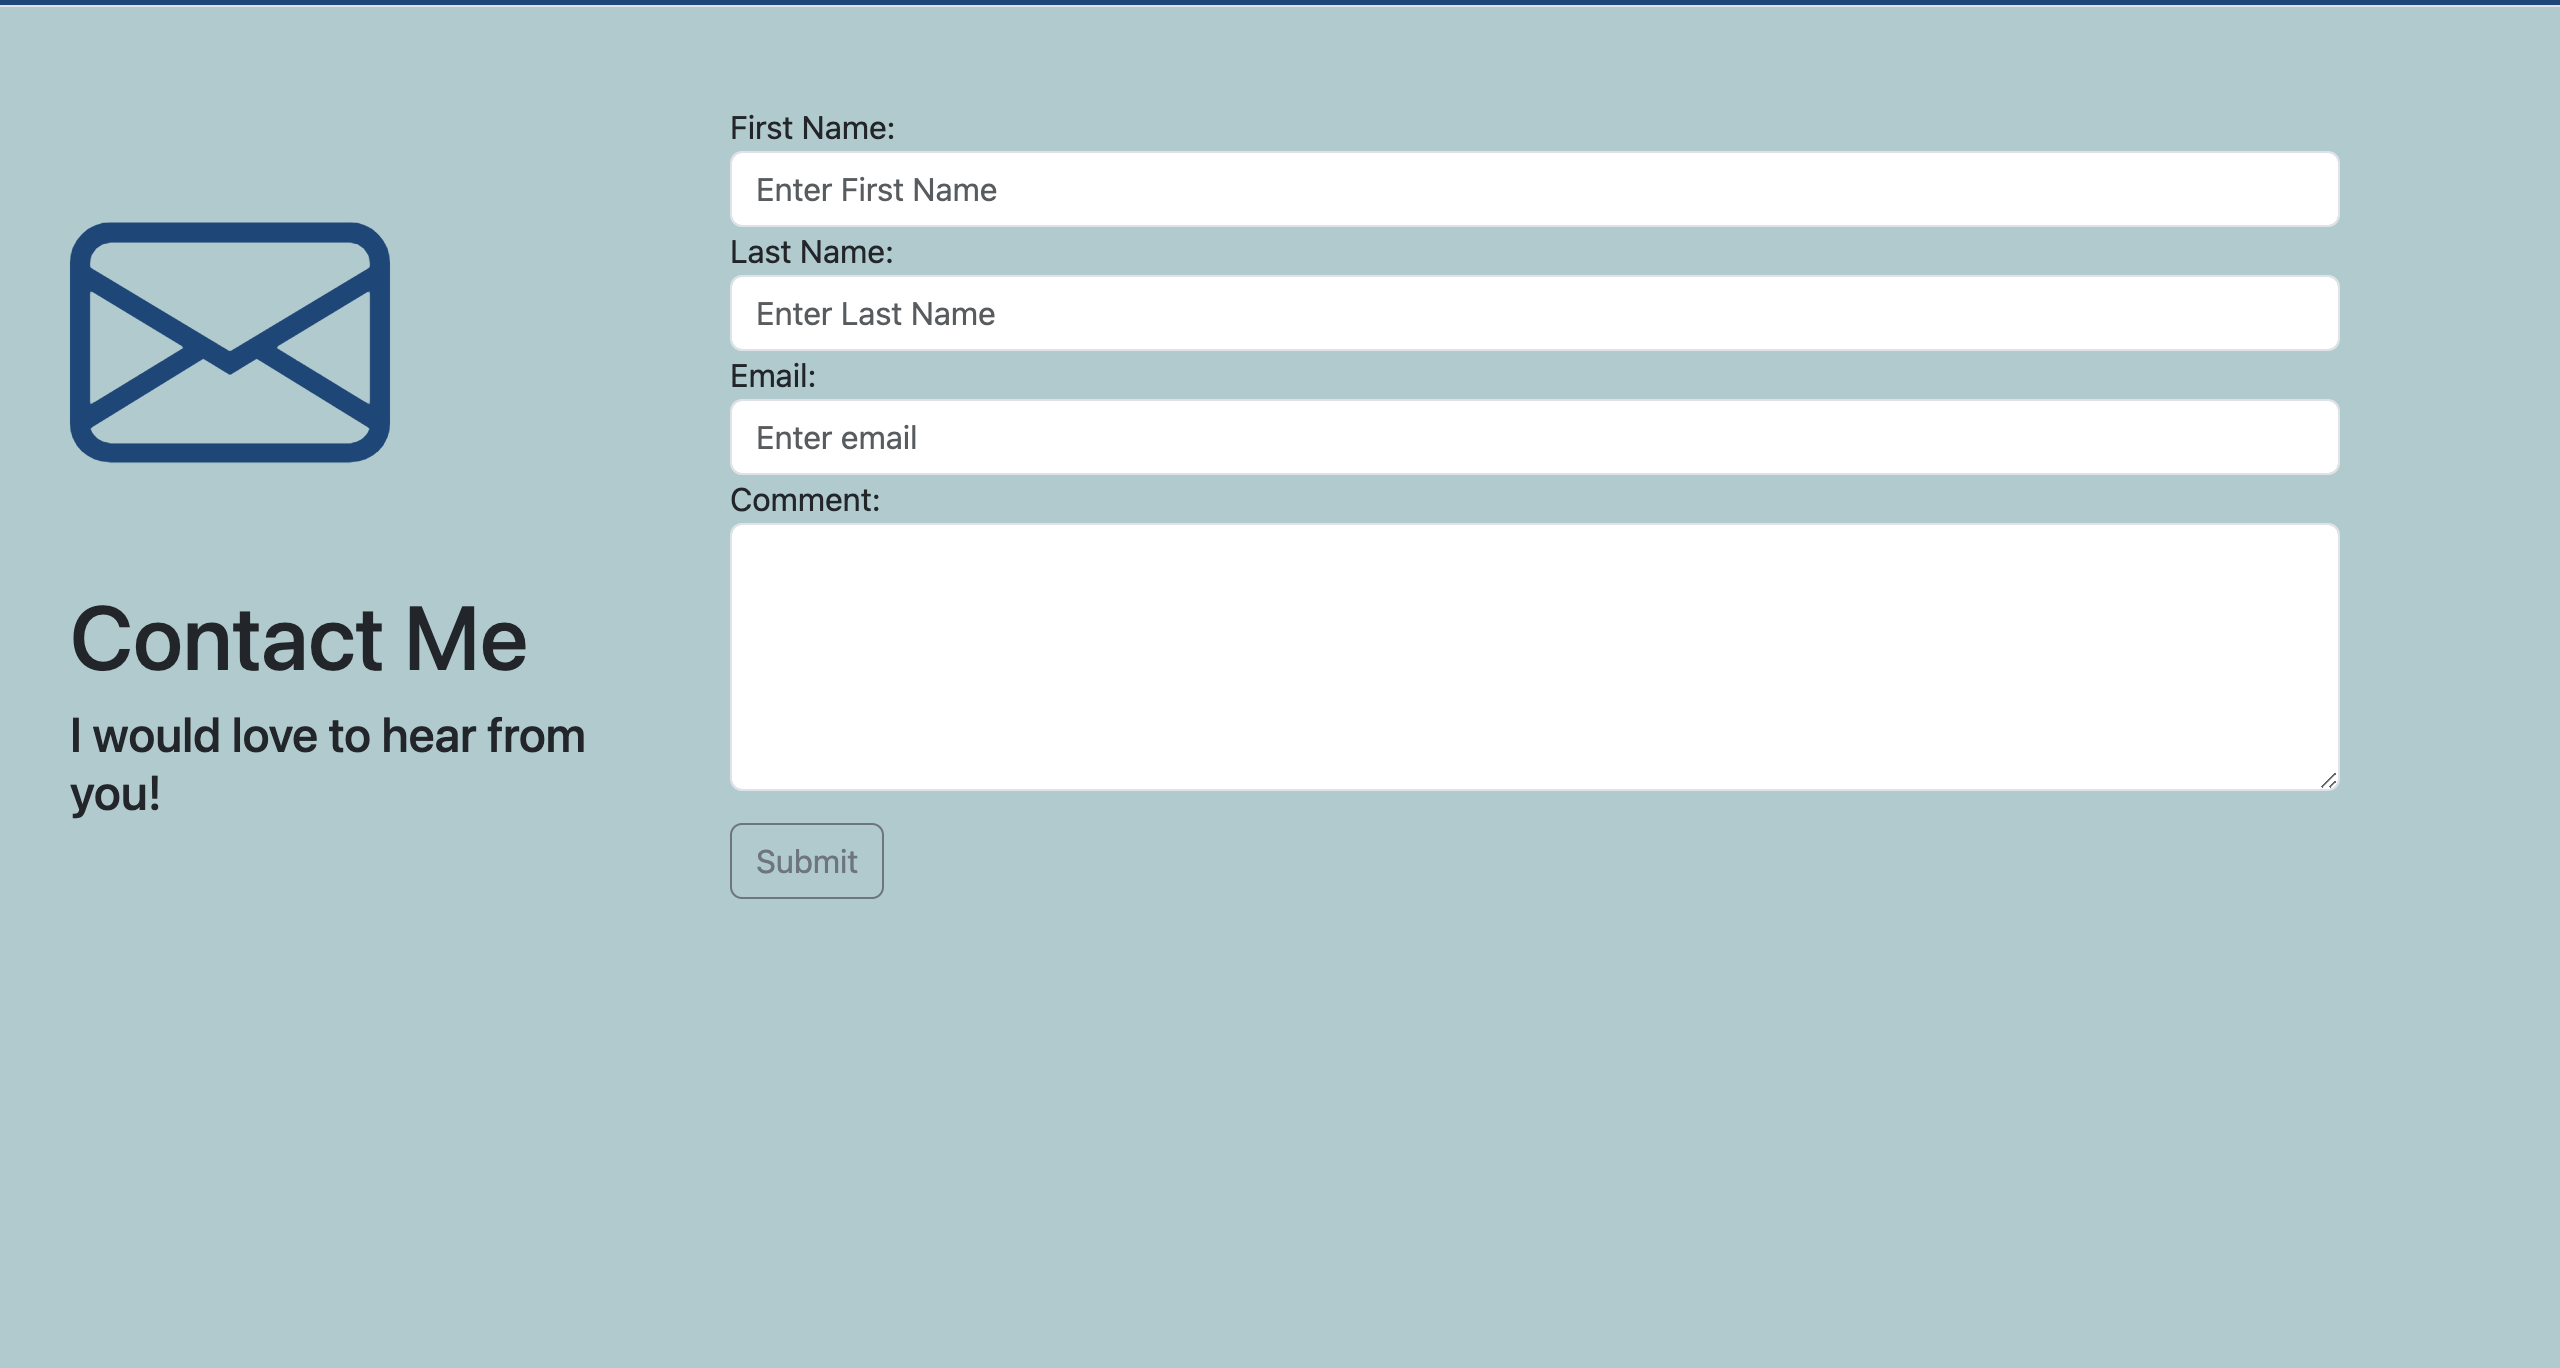 First Name:
Enter First Name
Last Name:
Enter Last Name
Email:
Enter email
Comment:
Submit
Contact Me
I would love to hear from
you!